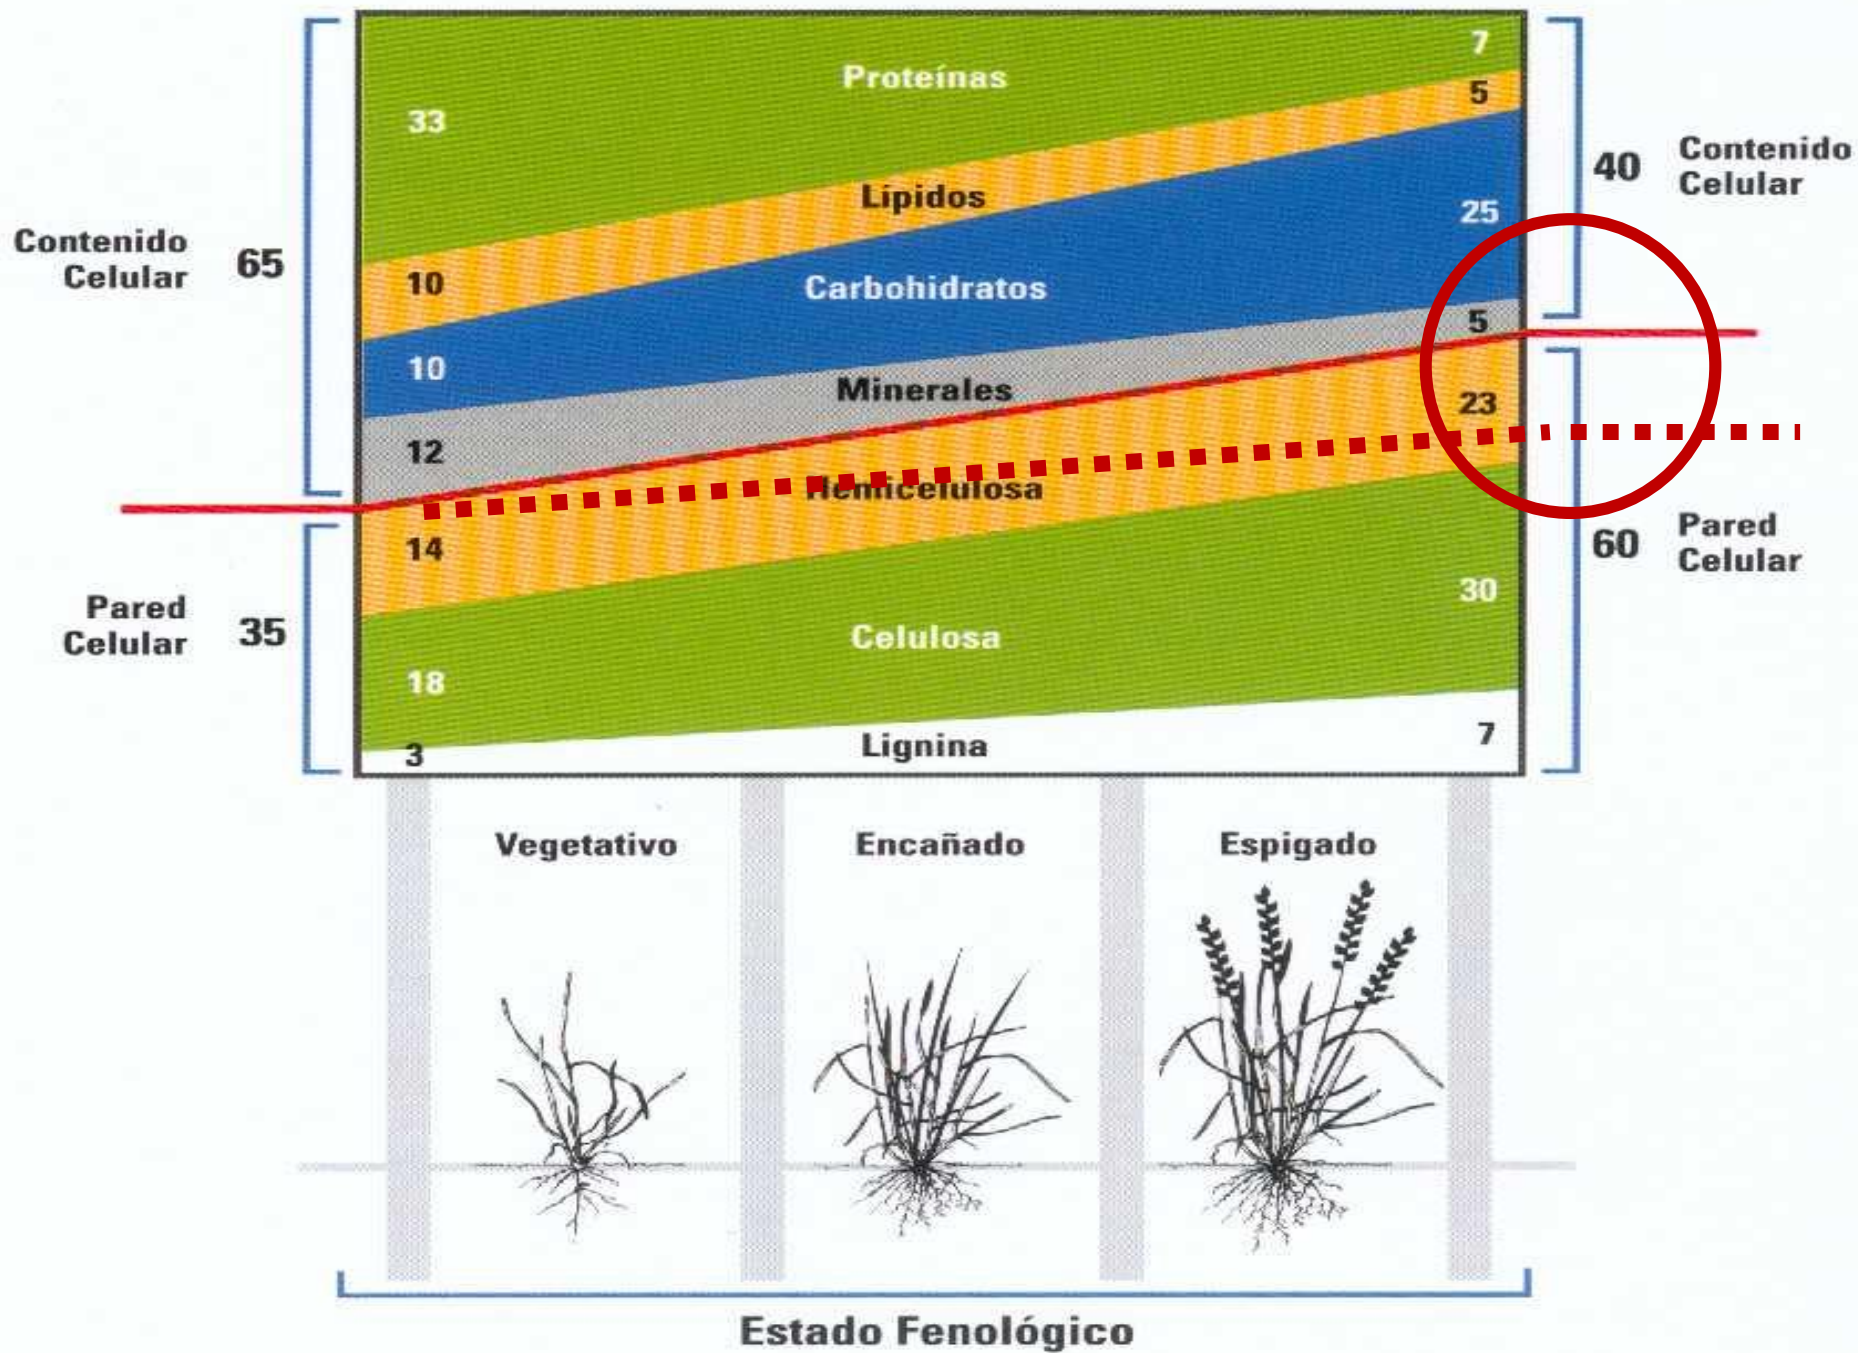 Proteínas
7
33
5
Lípidos
40
Contenido
Celular
25
Contenido
Celular
65
10
Carbohidratos
5
10
Minerales
23
12
Hemicelulosa
14
60
Pared
Celular
30
Pared
Celular
35
Celulosa
18
7
3
Lignina
Vegetativo
Encañado
Espigado
Estado Fenológico